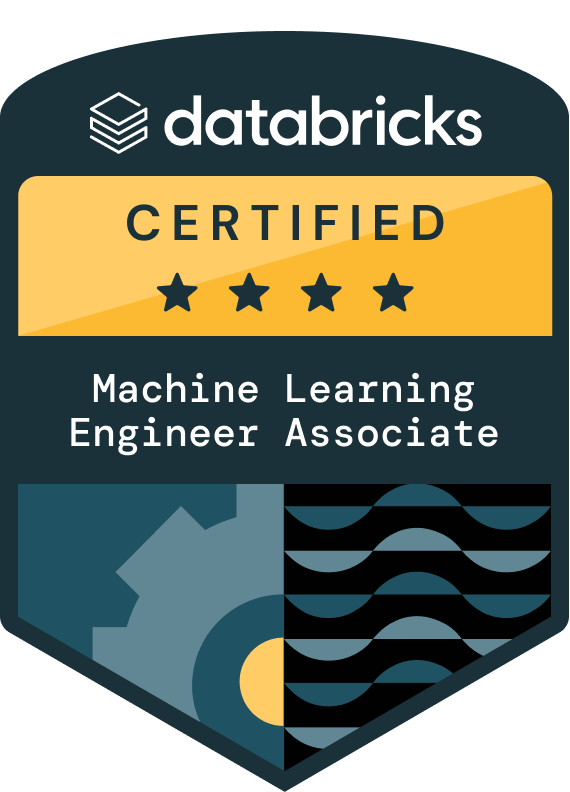 databricks
CERTIFIED
Machine Learning
Engineer Associate